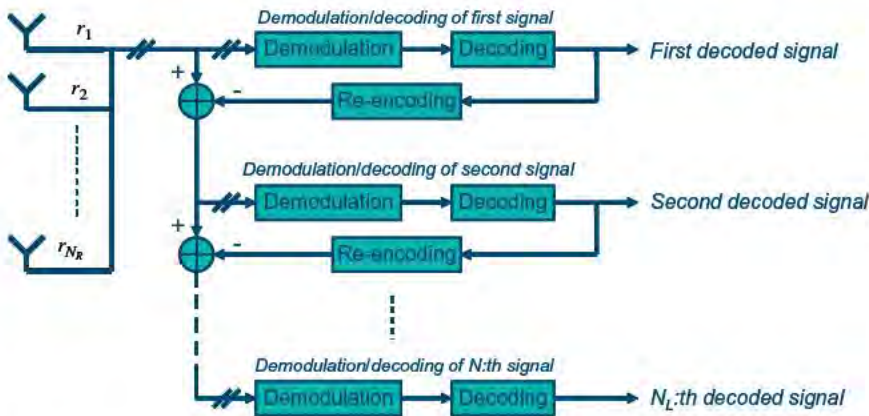 Demodulation/decoding of first signal
r1
Demodulation
Decoding
First decoded signal
+
-
Re-encoding
r2
Demodulation/decoding of second signal
Demodulation
Decoding
Second decoded signal
+
-
Re-encoding
rNR
Demodulation/decoding of N:th signal
Demodulation
Decoding
NL:th decoded signal